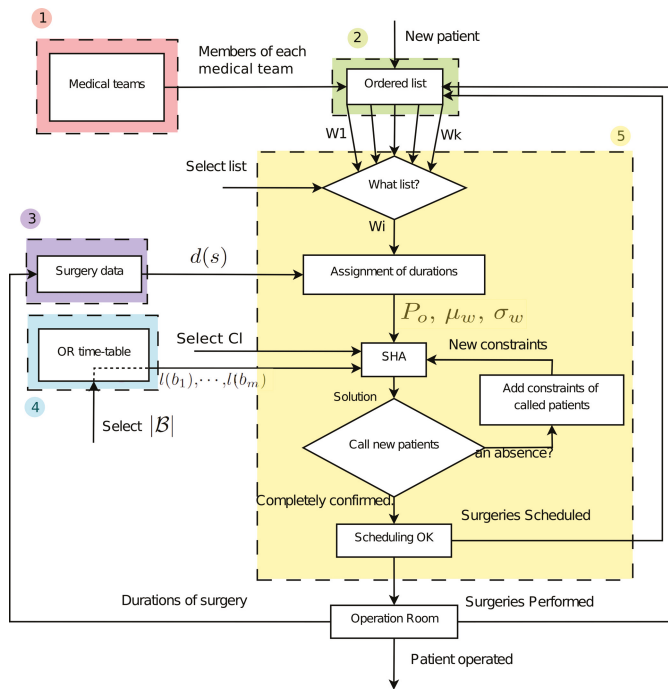 1
2
New patient
Members of each
medical team
Medical teams
Ordered list
W1
Wk
5
Select list
What list?
3
Wi
d(s)
Surgery data
Assignment of durations
P_o, μ_w, σ_w
Select CI
New constraints
OR time-table
SHA
l(b_1),···,l(b_m)
Solution
Add constraints of
called patients
4
Select |ℬ|
Call new patients
an absence?
Completely confirmed.
Surgeries Scheduled
Scheduling OK
Durations of surgery
Surgeries Performed
Operation Room
Patient operated